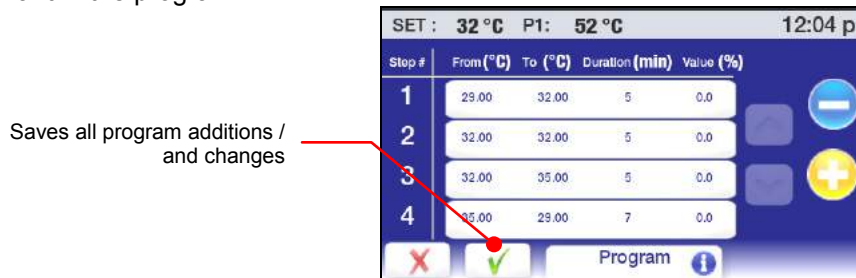 SET : 32 °C P1: 52 °C 12:04 p
Step # From (°C) To (°C) Duration (min) Value (%)
1 29.00 32.00 5 0.0
2 32.00 32.00 5 0.0
Saves all program additions /
and changes
3 32.00 35.00 5 0.0
4 35.00 29.00 7 0.0
Program